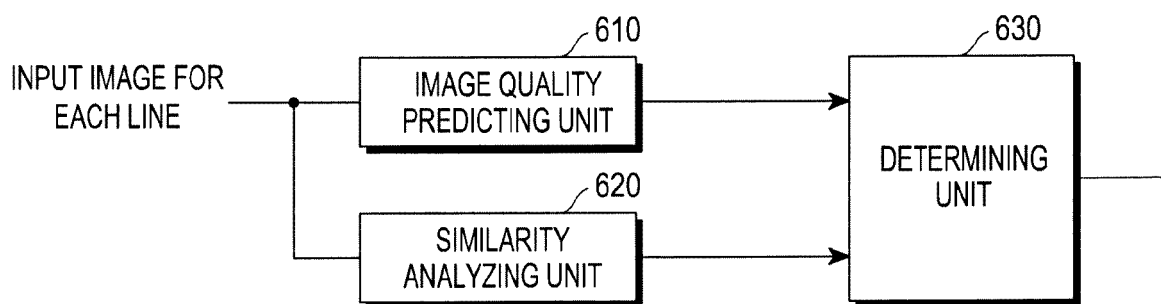 610
630
INPUT IMAGE FOR
EACH LINE
IMAGE QUALITY
PREDICTING UNIT
DETERMINING
UNIT
620
SIMILARITY
ANALYZING UNIT